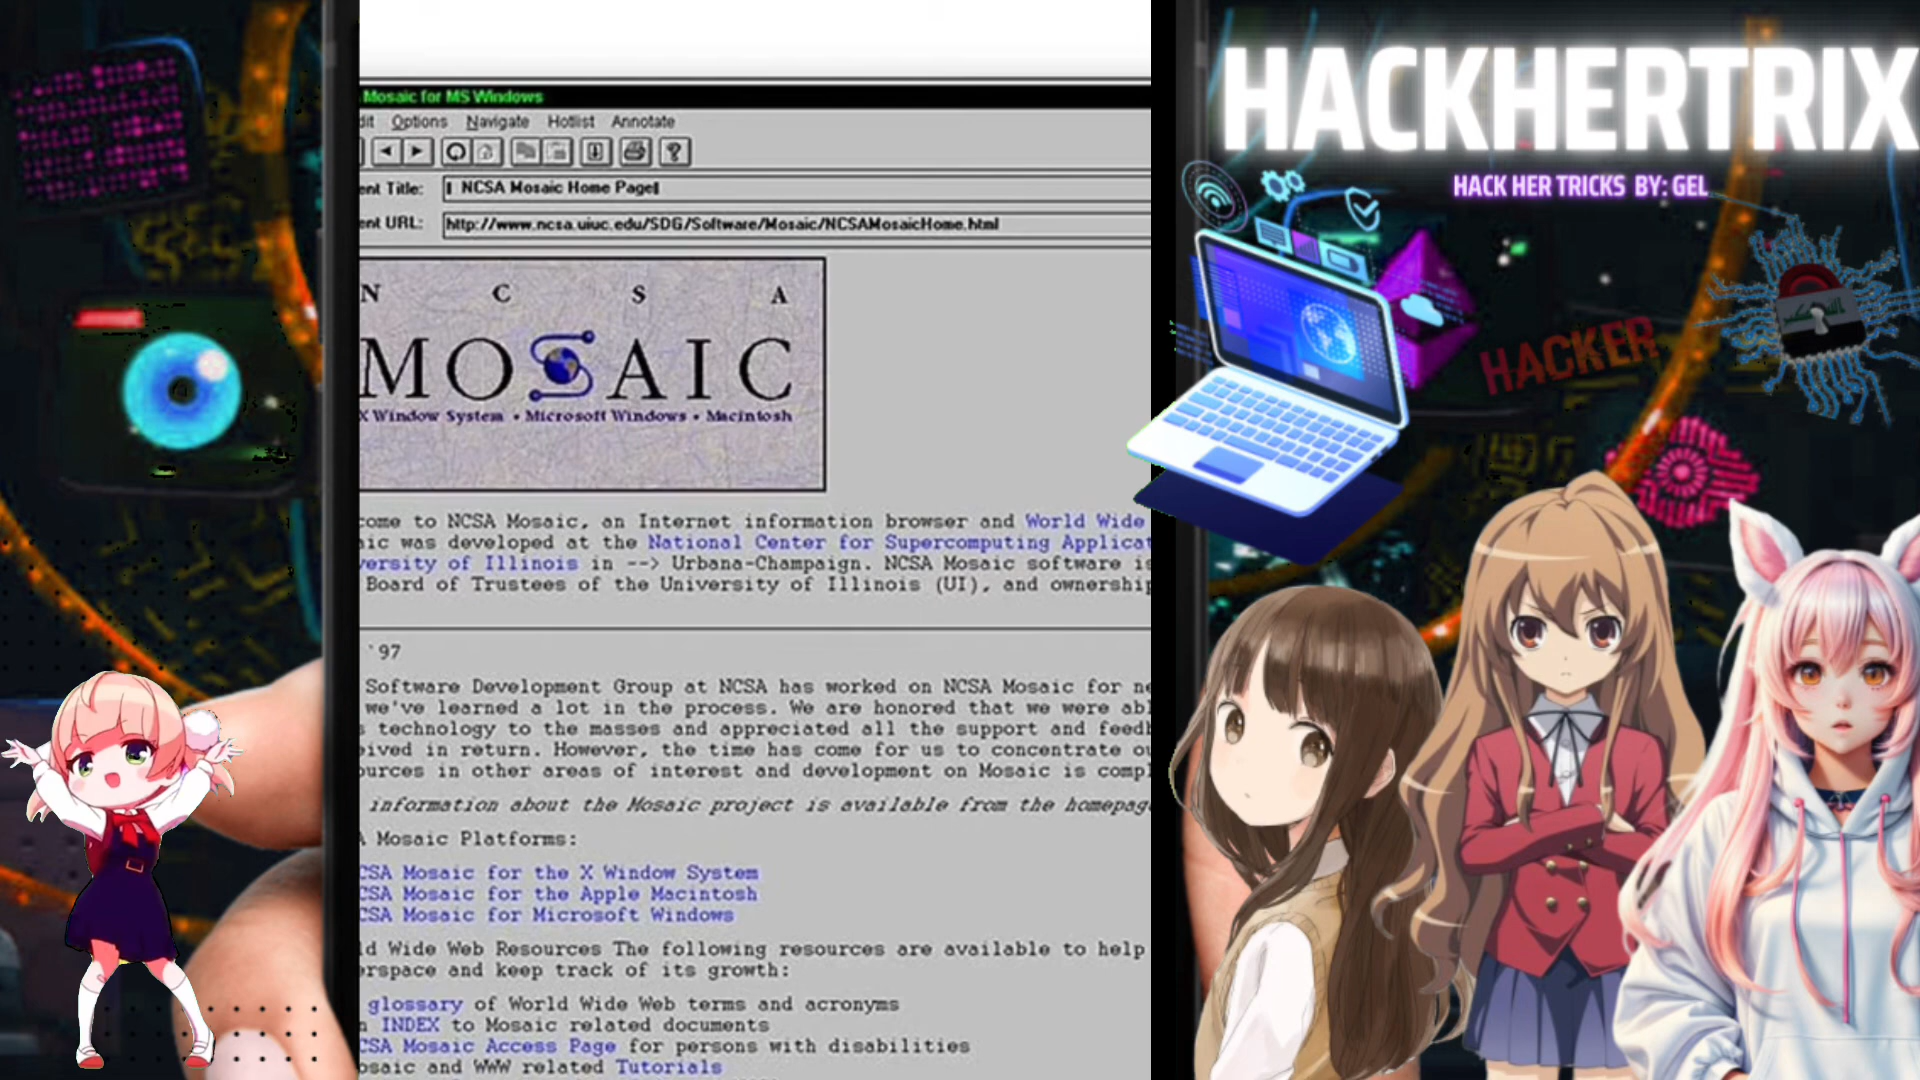 HACKHERTRIX
HACK HER TRICKS BY: GEL
HACKER
Mosaic for MS Windows
dit Options Navigate Hotlist Annotate
ent Title: NCSA Mosaic Home Page
ent URL: http://www.ncsa.uiuc.edu/SDG/Software/Mosaic/NCSAMosaicHome.html
N C S A
MOSAIC
X Window System • Microsoft Windows • Macintosh
come to NCSA Mosaic, an Internet information browser and World Wide
aic was developed at the National Center for Supercomputing Applicat
versity of Illinois in --> Urbana-Champaign. NCSA Mosaic software is
Board of Trustees of the University of Illinois (UI), and ownership
`97
Software Development Group at NCSA has worked on NCSA Mosaic for ne
we've learned a lot in the process. We are honored that we were abl
s technology to the masses and appreciated all the support and feedb
eived in return. However, the time has come for us to concentrate ou
ources in other areas of interest and development on Mosaic is compl
information about the Mosaic project is available from the homepage
A Mosaic Platforms:
CSA Mosaic for the X Window System
CSA Mosaic for the Apple Macintosh
CSA Mosaic for Microsoft Windows
ld Wide Web Resources The following resources are available to help
erspace and keep track of its growth:
glossary of World Wide Web terms and acronyms
n INDEX to Mosaic related documents
CSA Mosaic Access Page for persons with disabilities
osaic and WWW related Tutorials